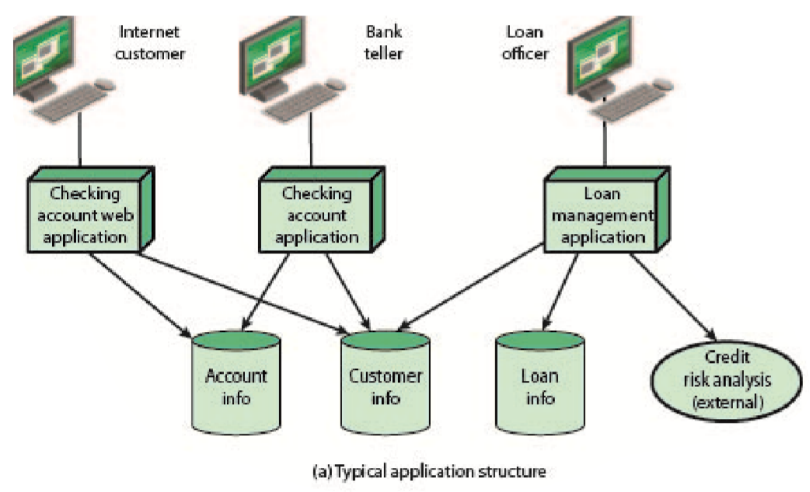 Internet
customer
Bank
teller
Loan
officer
Checking
account web
application
Checking
account
application
Loan
management
application
Account
info
Customer
info
Loan
info
Credit
risk analysis
(external)
(a) Typical application structure